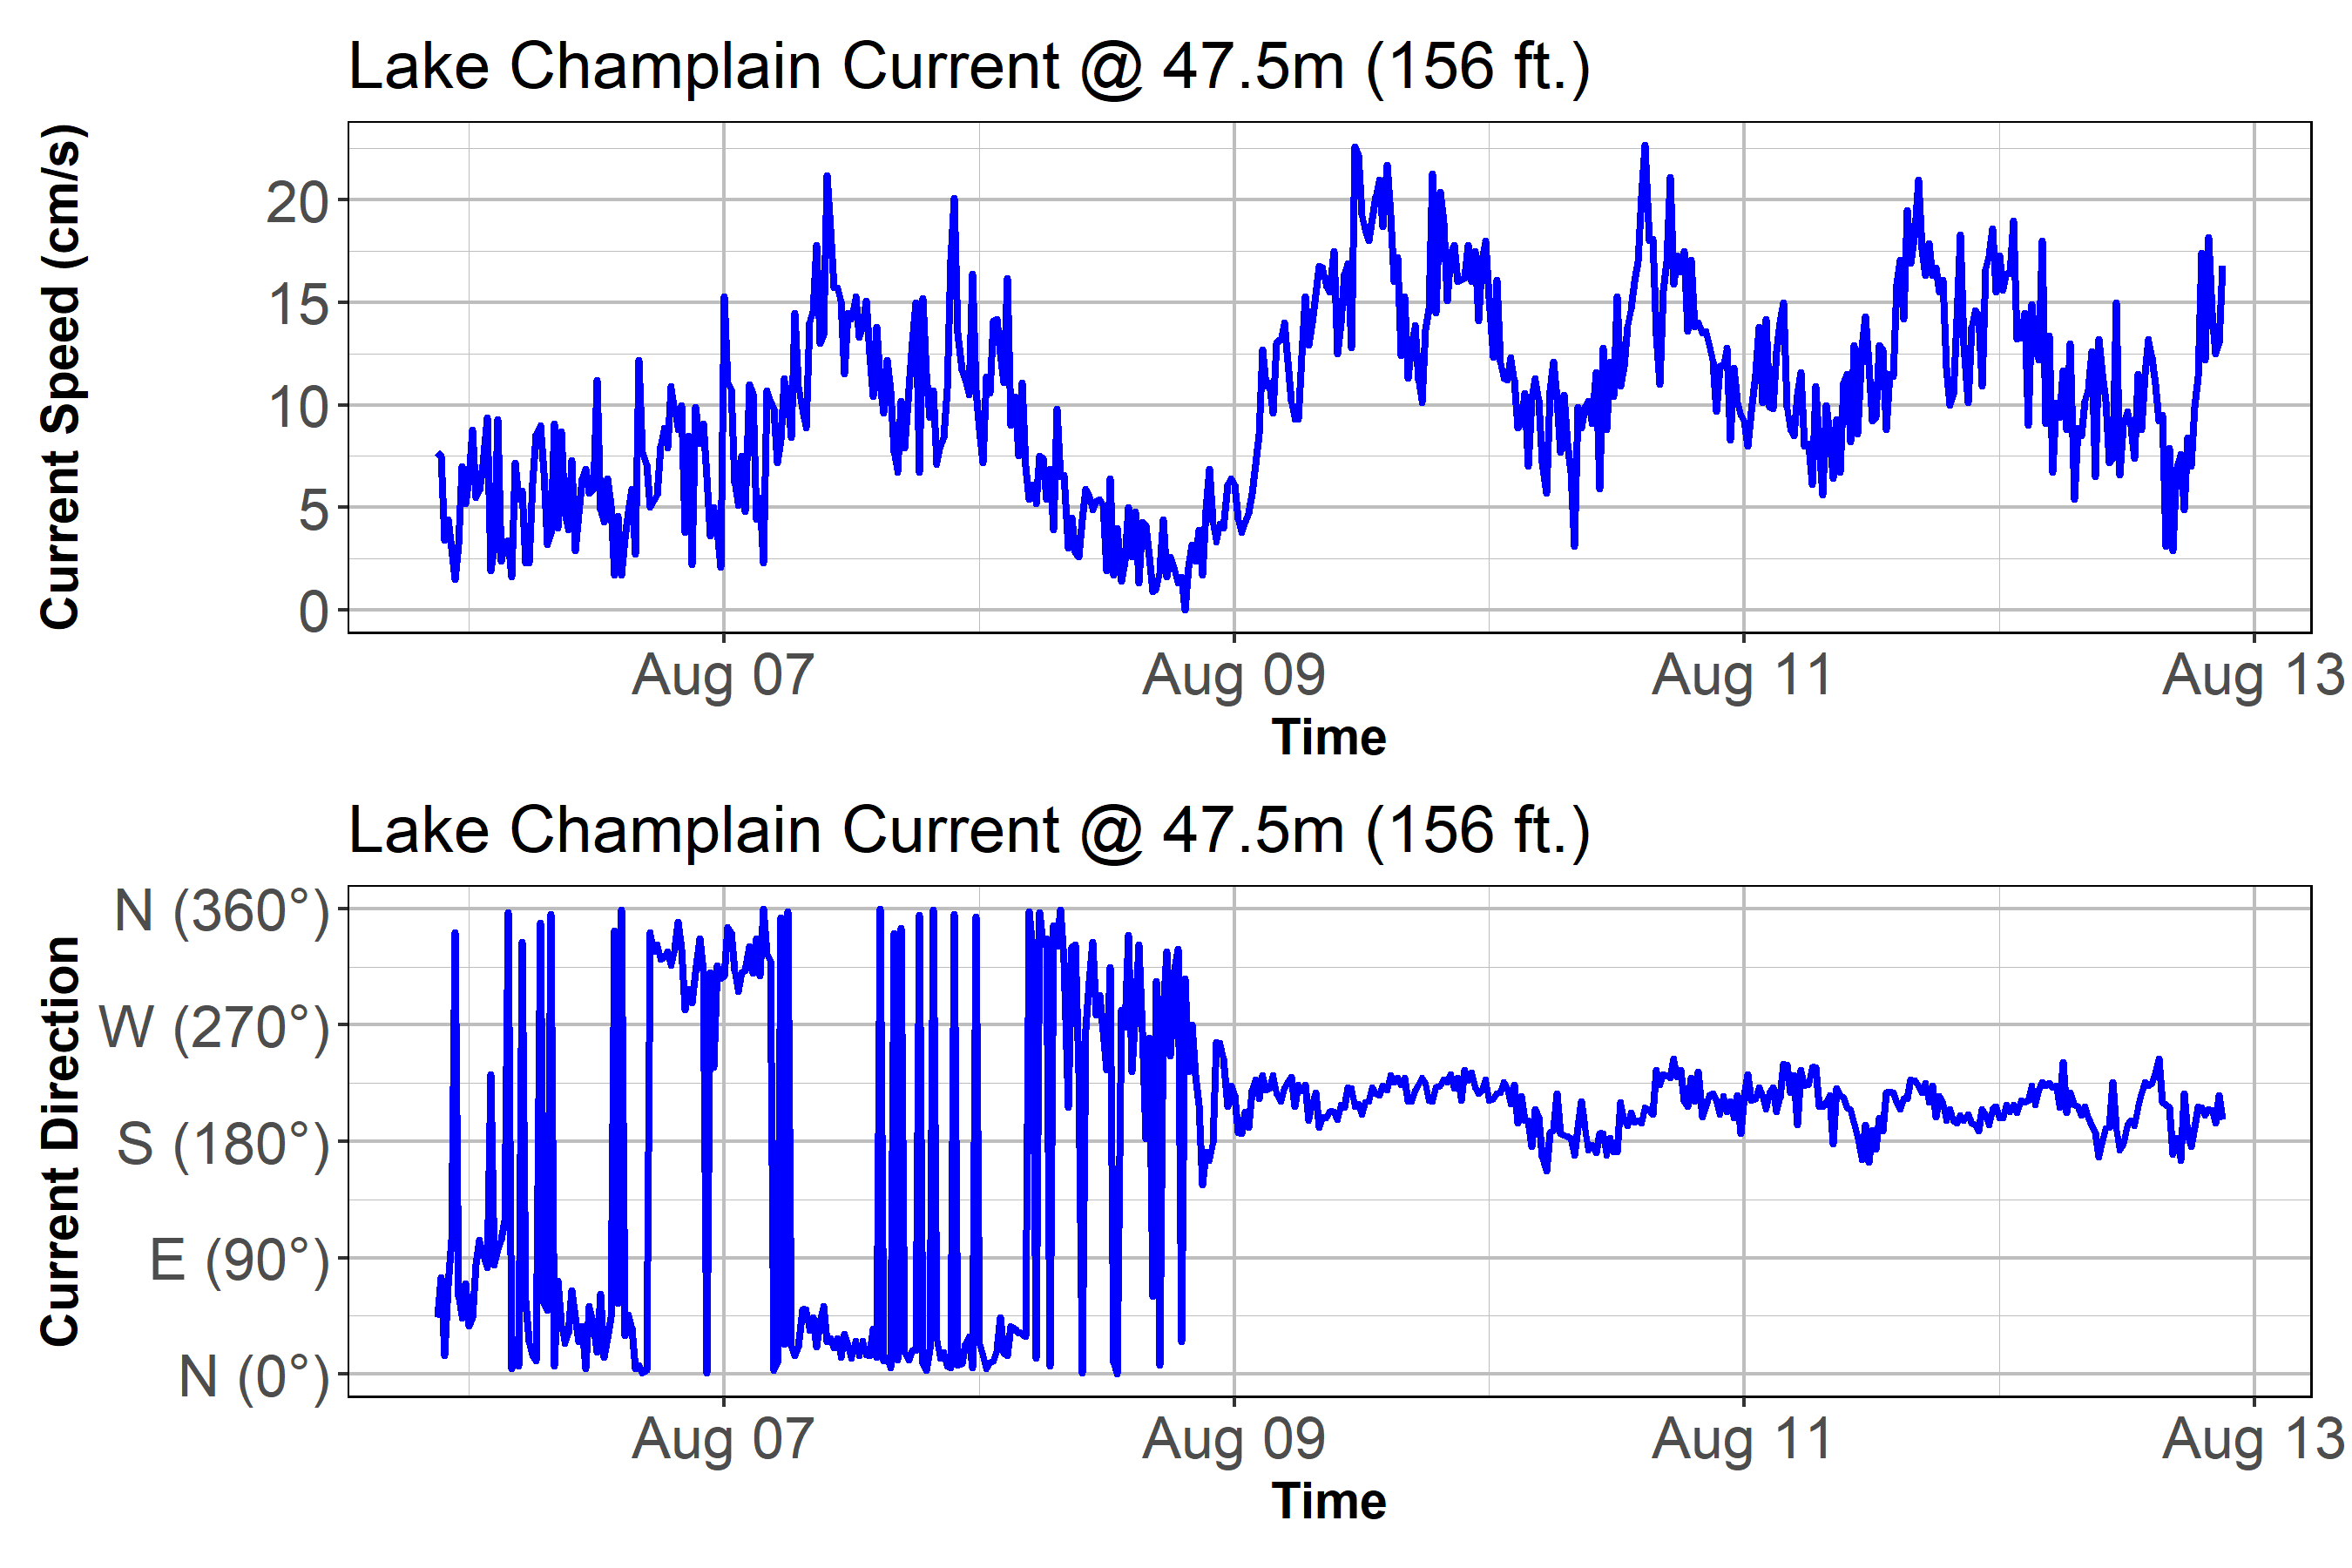 Lake Champlain Current @ 47.5m (156 ft.)
Current Speed (cm/s)
20
15
10
5
0
Aug 07 Aug 09 Aug 11 Aug 13
Time
Lake Champlain Current @ 47.5m (156 ft.)
Current Direction
N (360°)
W (270°)
S (180°)
E (90°)
N (0°)
Aug 07 Aug 09 Aug 11 Aug 13
Time